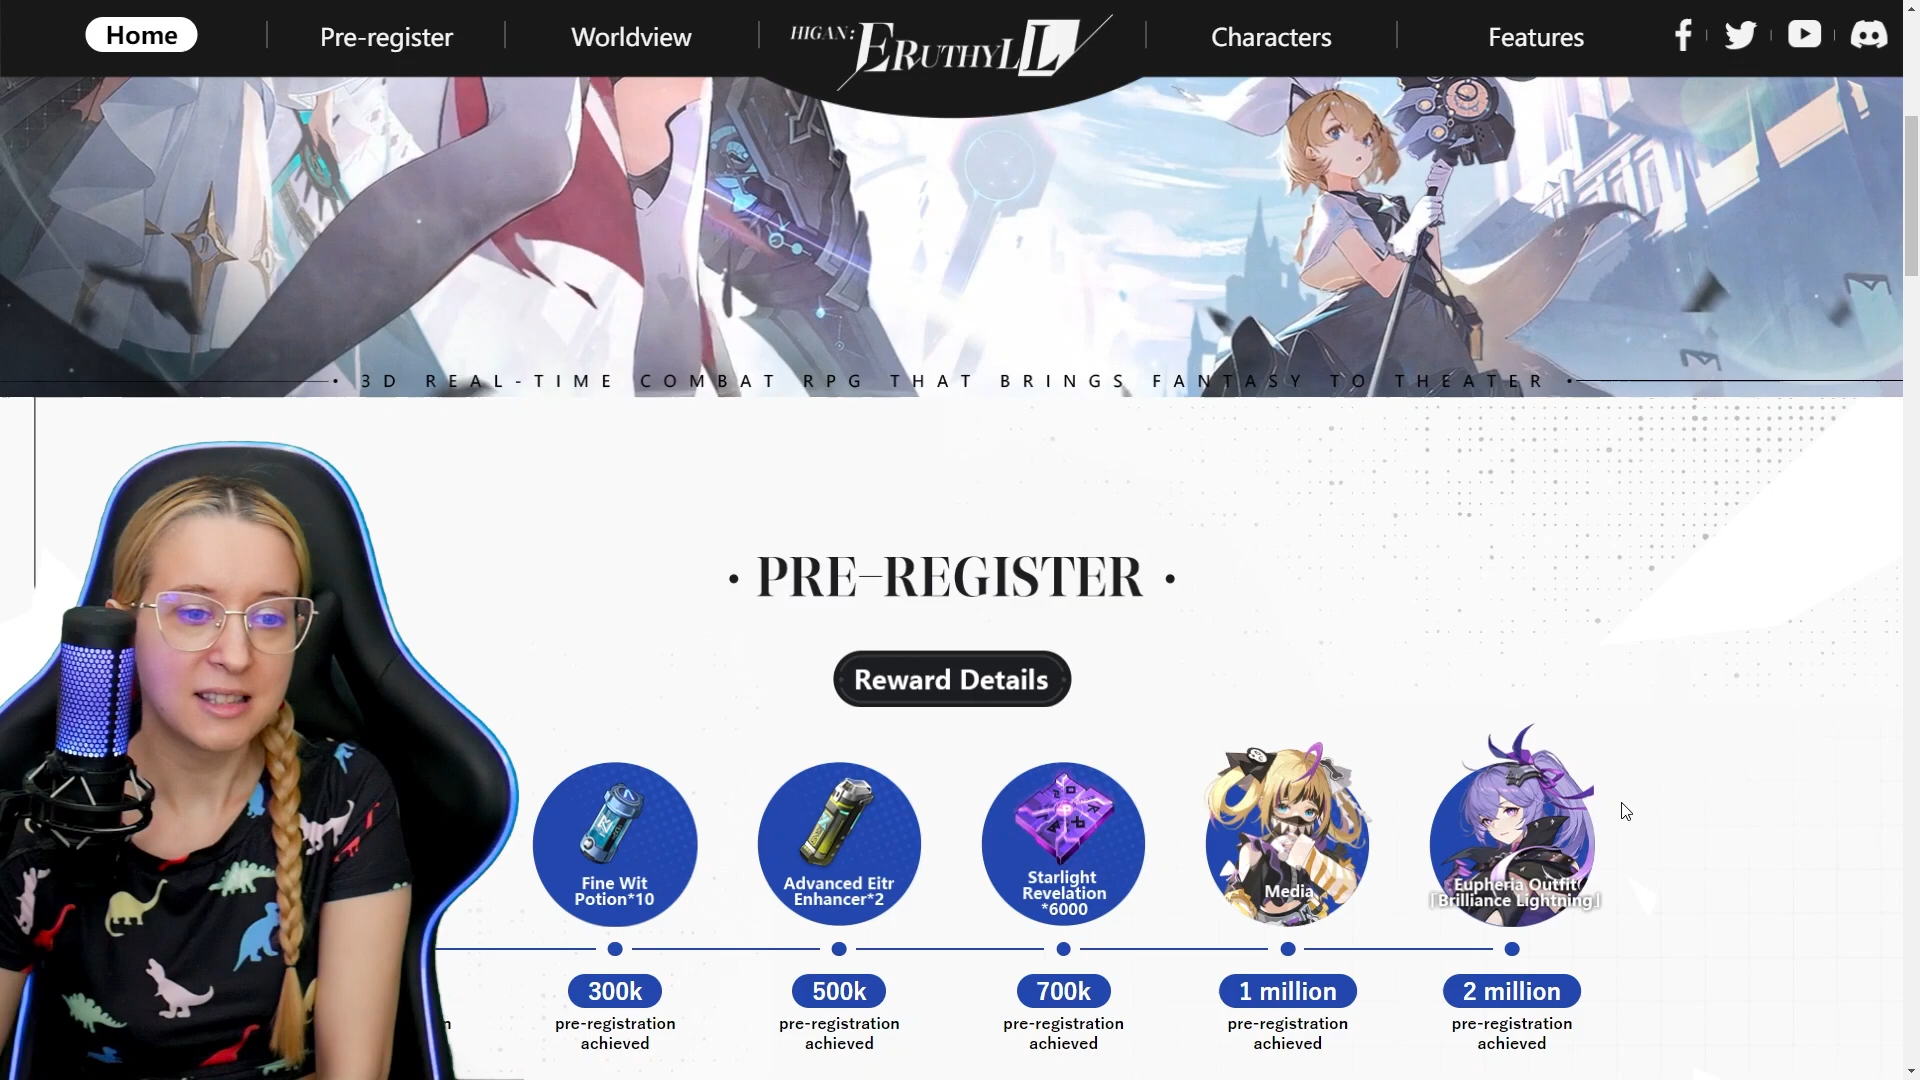 Home
Pre-register
Worldview
HIGAN: ERUTHYLL
Characters
Features
3D REAL-TIME COMBAT RPG THAT BRINGS FANTASY TO THEATER
PRE-REGISTER
Reward Details
Fine Wit
Potion*10
Advanced Eitr
Enhancer*2
Starlight
Revelation
*6000
Media
Eupheria Outfit
「Brilliance Lightning」
300k
500k
700k
1 million
2 million
pre-registration
achieved
pre-registration
achieved
pre-registration
achieved
pre-registration
achieved
pre-registration
achieved